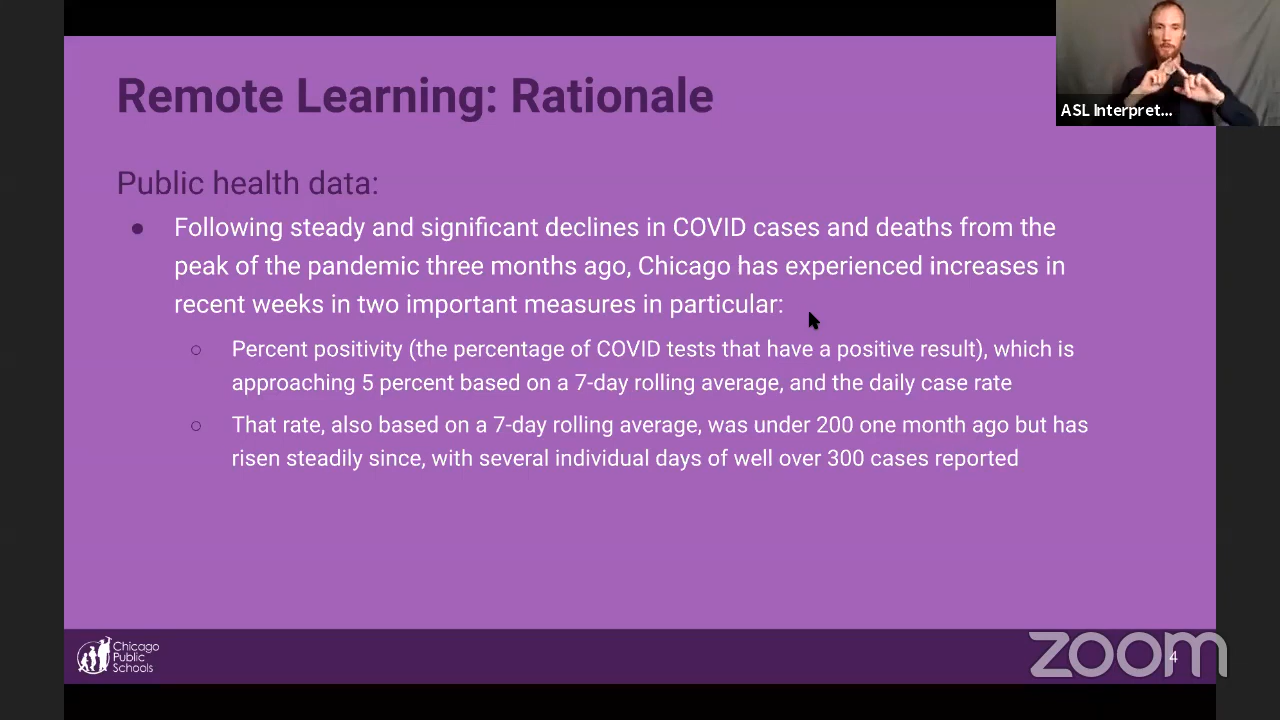 Remote Learning: Rationale
ASL Interpret...
Public health data:
● Following steady and significant declines in COVID cases and deaths from the
peak of the pandemic three months ago, Chicago has experienced increases in
recent weeks in two important measures in particular:
○ Percent positivity (the percentage of COVID tests that have a positive result), which is
approaching 5 percent based on a 7-day rolling average, and the daily case rate
○ That rate, also based on a 7-day rolling average, was under 200 one month ago but has
risen steadily since, with several individual days of well over 300 cases reported
Chicago
Public
Schools
zoom
4